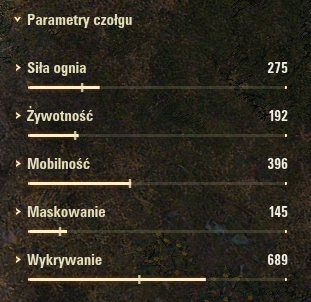 Parametry czołgu
Siła ognia 275
Żywotność 192
Mobilność 396
Maskowanie 145
Wykrywanie 689